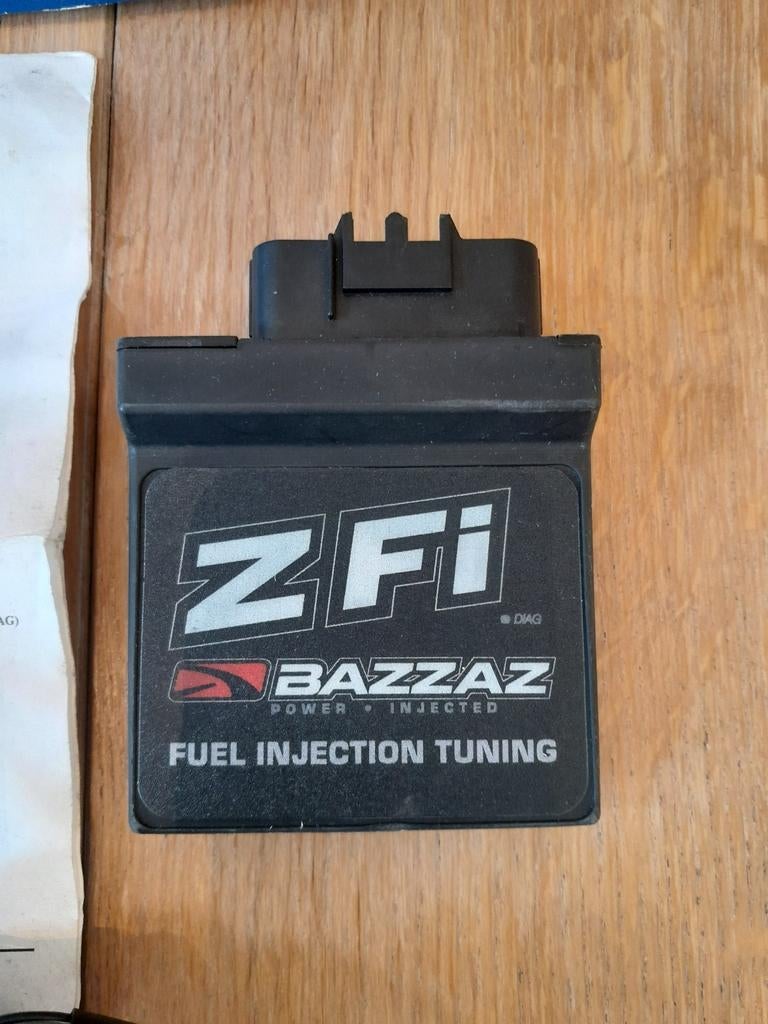 ZFi
DIAG
BAZZAZ
POWER • INJECTED
FUEL INJECTION TUNING
AG)